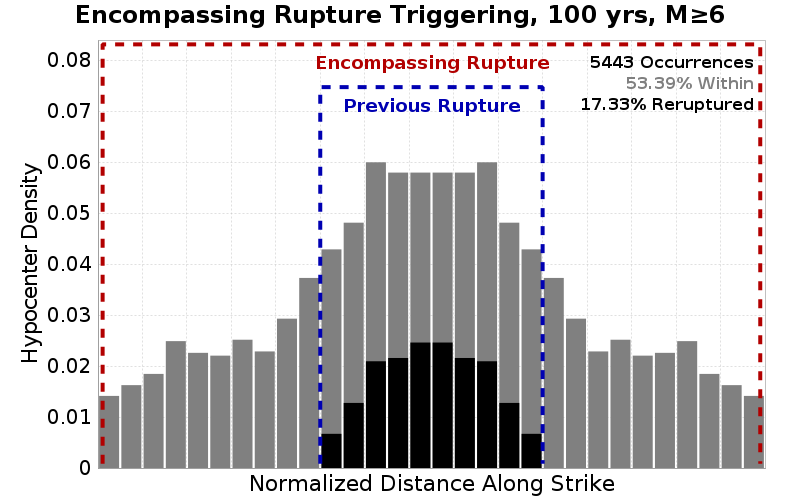 Encompassing Rupture Triggering, 100 yrs, M≥6
Encompassing Rupture
5443 Occurrences
53.39% Within
Previous Rupture
17.33% Reruptured
0.08
0.07
0.06
0.05
0.04
0.03
0.02
0.01
0
Hypocenter Density
Normalized Distance Along Strike